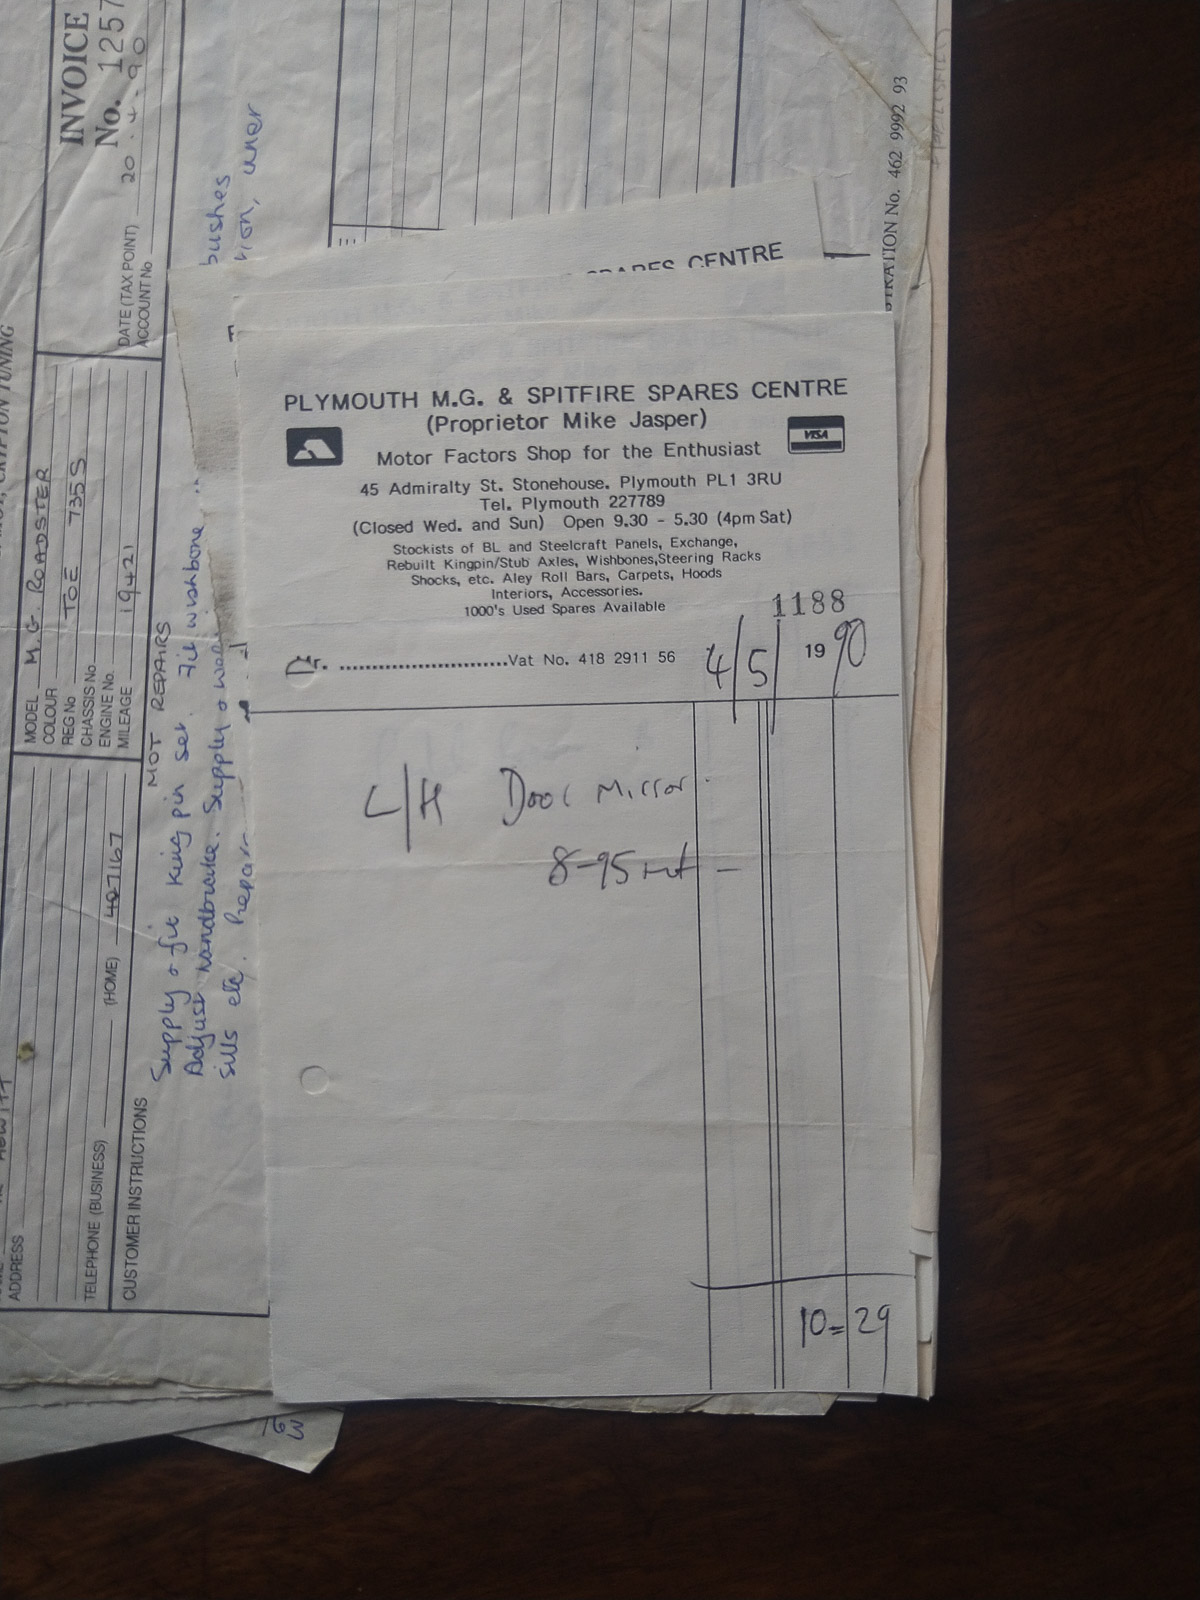 PLYMOUTH M.G. & SPITFIRE SPARES CENTRE
(Proprietor Mike Jasper)
VISA
Motor Factors Shop for the Enthusiast
45 Admiralty St. Stonehouse. Plymouth PL1 3RU
Tel. Plymouth 227789
(Closed Wed. and Sun) Open 9.30 - 5.30 (4pm Sat)
Stockists of BL and Steelcraft Panels, Exchange,
Rebuilt Kingpin/Stub Axles, Wishbones,Steering Racks
Shocks, etc. Aley Roll Bars, Carpets, Hoods
Interiors, Accessories.
1000's Used Spares Available
1188
r. ..............................Vat No. 418 2911 56 4/5/ 19 90
L/H Door Mirror
8-95
10=29
SPARES CENTRE
INVOICE
No. 1257
DATE (TAX POINT) 20.4.90
ACCOUNT No
MODEL M.G. ROADSTER
COLOUR
REG No TOE 735S
CHASSIS No
ENGINE No.
MILEAGE 19421
ADDRESS
TELEPHONE (BUSINESS) (HOME) 407167
CUSTOMER INSTRUCTIONS
MOT REPAIRS
Supply & fit king pin set. Fit wishbone bushes
Adjust handbrake. Supply &
sills etc. Prepare
TRATION No. 462 9992 93